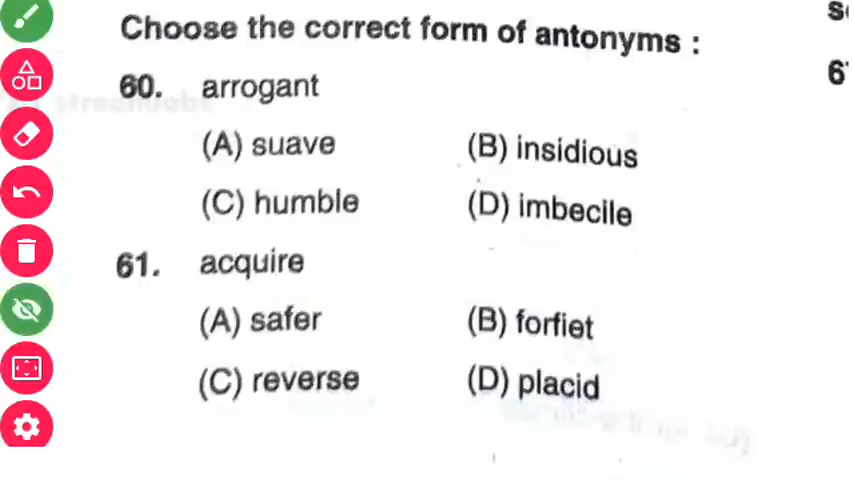 Choose the correct form of antonyms :
60. arrogant
(A) suave (B) insidious
(C) humble (D) imbecile
61. acquire
(A) safer (B) forfiet
(C) reverse (D) placid